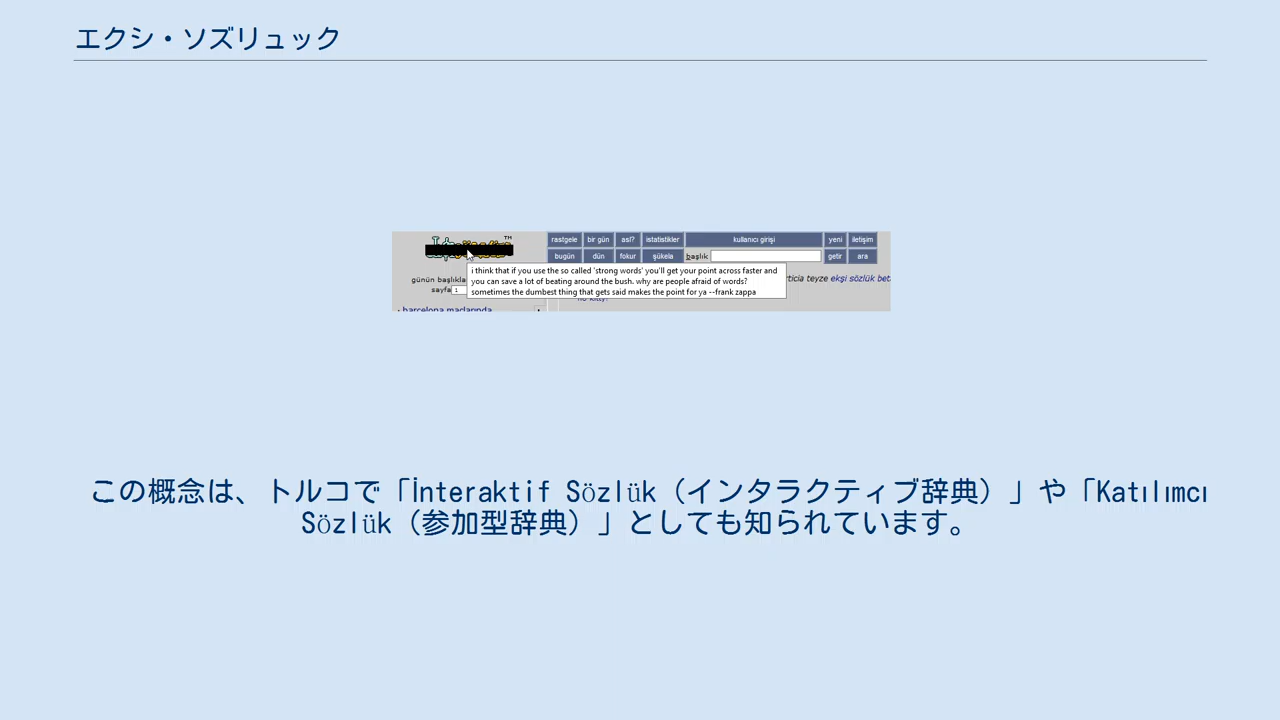 エクシ・ソズリュック
rastgele bir gün asl? istatistikler kullanıcı girişi yeni iletişim
bugün dün fokur şükela başlık getir ara
i think that if you use the so called 'strong words' you'll get your point across faster and
you can save a lot of beating around the bush. why are people afraid of words?
sometimes the dumbest thing that gets said makes the point for ya --frank zappa
günün başlıkla
rticia teyze ekşi sözlük bet
sayfa 1
barcelona maçlarında
この概念は、トルコで「İnteraktif Sözlük（インタラクティブ辞典）」や「Katılımcı
Sözlük（参加型辞典）」としても知られています。